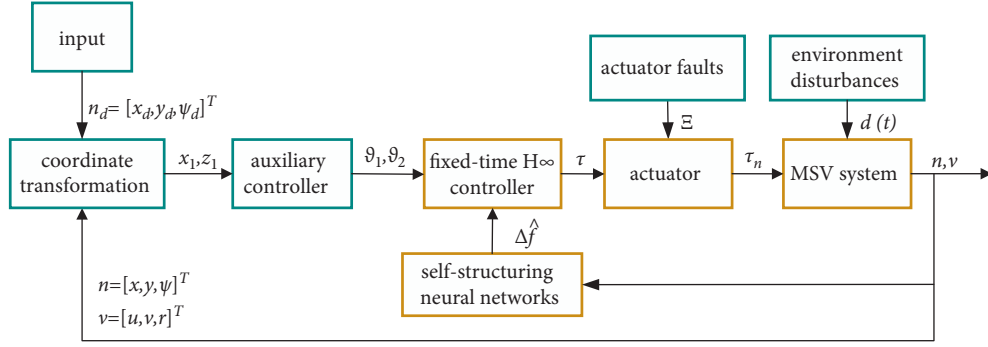 input
actuator faults
environment
disturbances
n_d= [x_d,y_d,ψ_d]^T
Ξ
d (t)
coordinate
transformation
x_1,z_1
auxiliary
controller
ϑ_1,ϑ_2
fixed-time H∞
controller
τ
actuator
τ_n
MSV system
n,v
Δf̂
self-structuring
neural networks
n=[x,y,ψ]^T
v=[u,v,r]^T